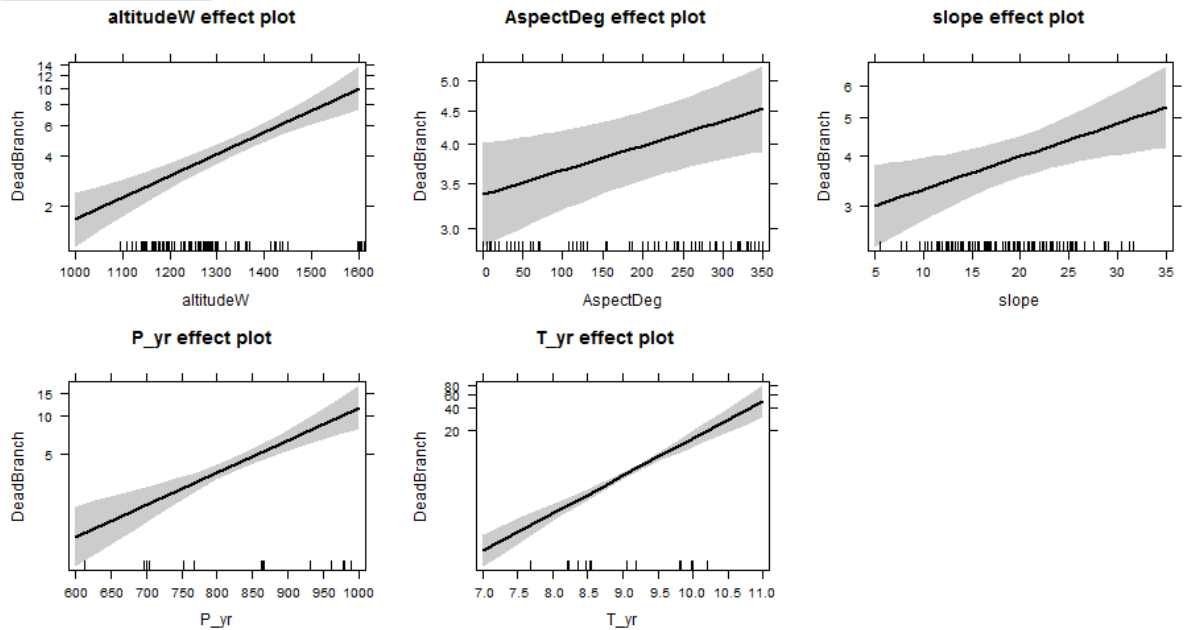 altitudeW effect plot
14
10
8
6
4
2
DeadBranch
1000 1100 1200 1300 1400 1500 1600
altitudeW
AspectDeg effect plot
5.0
4.5
4.0
3.5
3.0
DeadBranch
0 50 100 150 200 250 300 350
AspectDeg
slope effect plot
6
5
4
3
DeadBranch
5 10 15 20 25 30 35
slope
P_yr effect plot
15
10
5
DeadBranch
600 650 700 750 800 850 900 950 1000
P_yr
T_yr effect plot
80
60
40
20
DeadBranch
7.0 7.5 8.0 8.5 9.0 9.5 10.0 10.5 11.0
T_yr